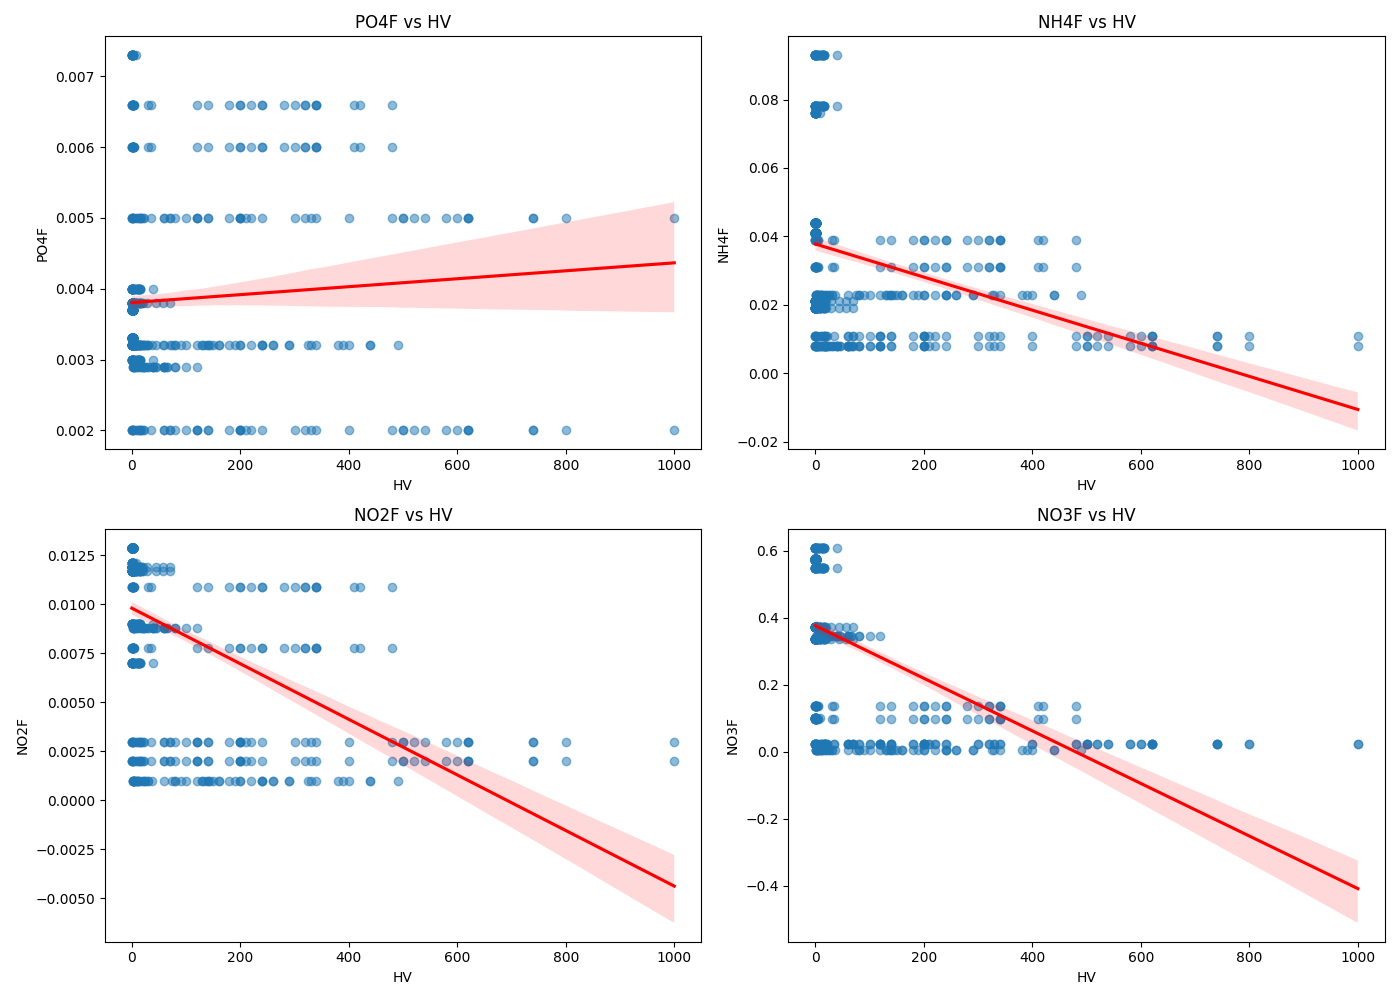 PO4F vs HV
PO4F
0.007
0.006
0.005
0.004
0.003
0.002
0 200 400 600 800 1000
HV
NH4F vs HV
NH4F
0.08
0.06
0.04
0.02
0.00
−0.02
0 200 400 600 800 1000
HV
NO2F vs HV
NO2F
0.0125
0.0100
0.0075
0.0050
0.0025
0.0000
−0.0025
−0.0050
0 200 400 600 800 1000
HV
NO3F vs HV
NO3F
0.6
0.4
0.2
0.0
−0.2
−0.4
0 200 400 600 800 1000
HV